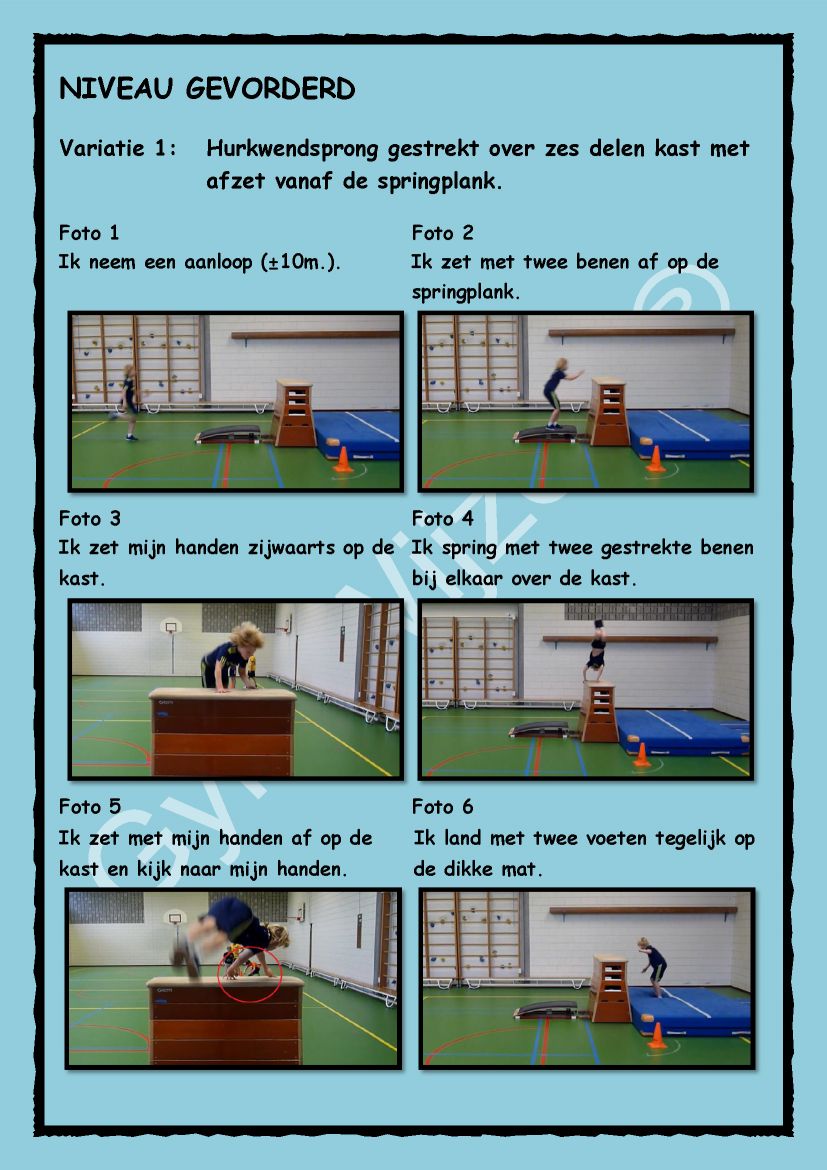 NIVEAU GEVORDERD
Variatie 1: Hurkwendsprong gestrekt over zes delen kast met
afzet vanaf de springplank.
Foto 1
Ik neem een aanloop (±10m.).
Foto 2
Ik zet met twee benen af op de
springplank.
Foto 3
Ik zet mijn handen zijwaarts op de
kast.
Foto 4
Ik spring met twee gestrekte benen
bij elkaar over de kast.
Foto 5
Ik zet met mijn handen af op de
kast en kijk naar mijn handen.
Foto 6
Ik land met twee voeten tegelijk op
de dikke mat.